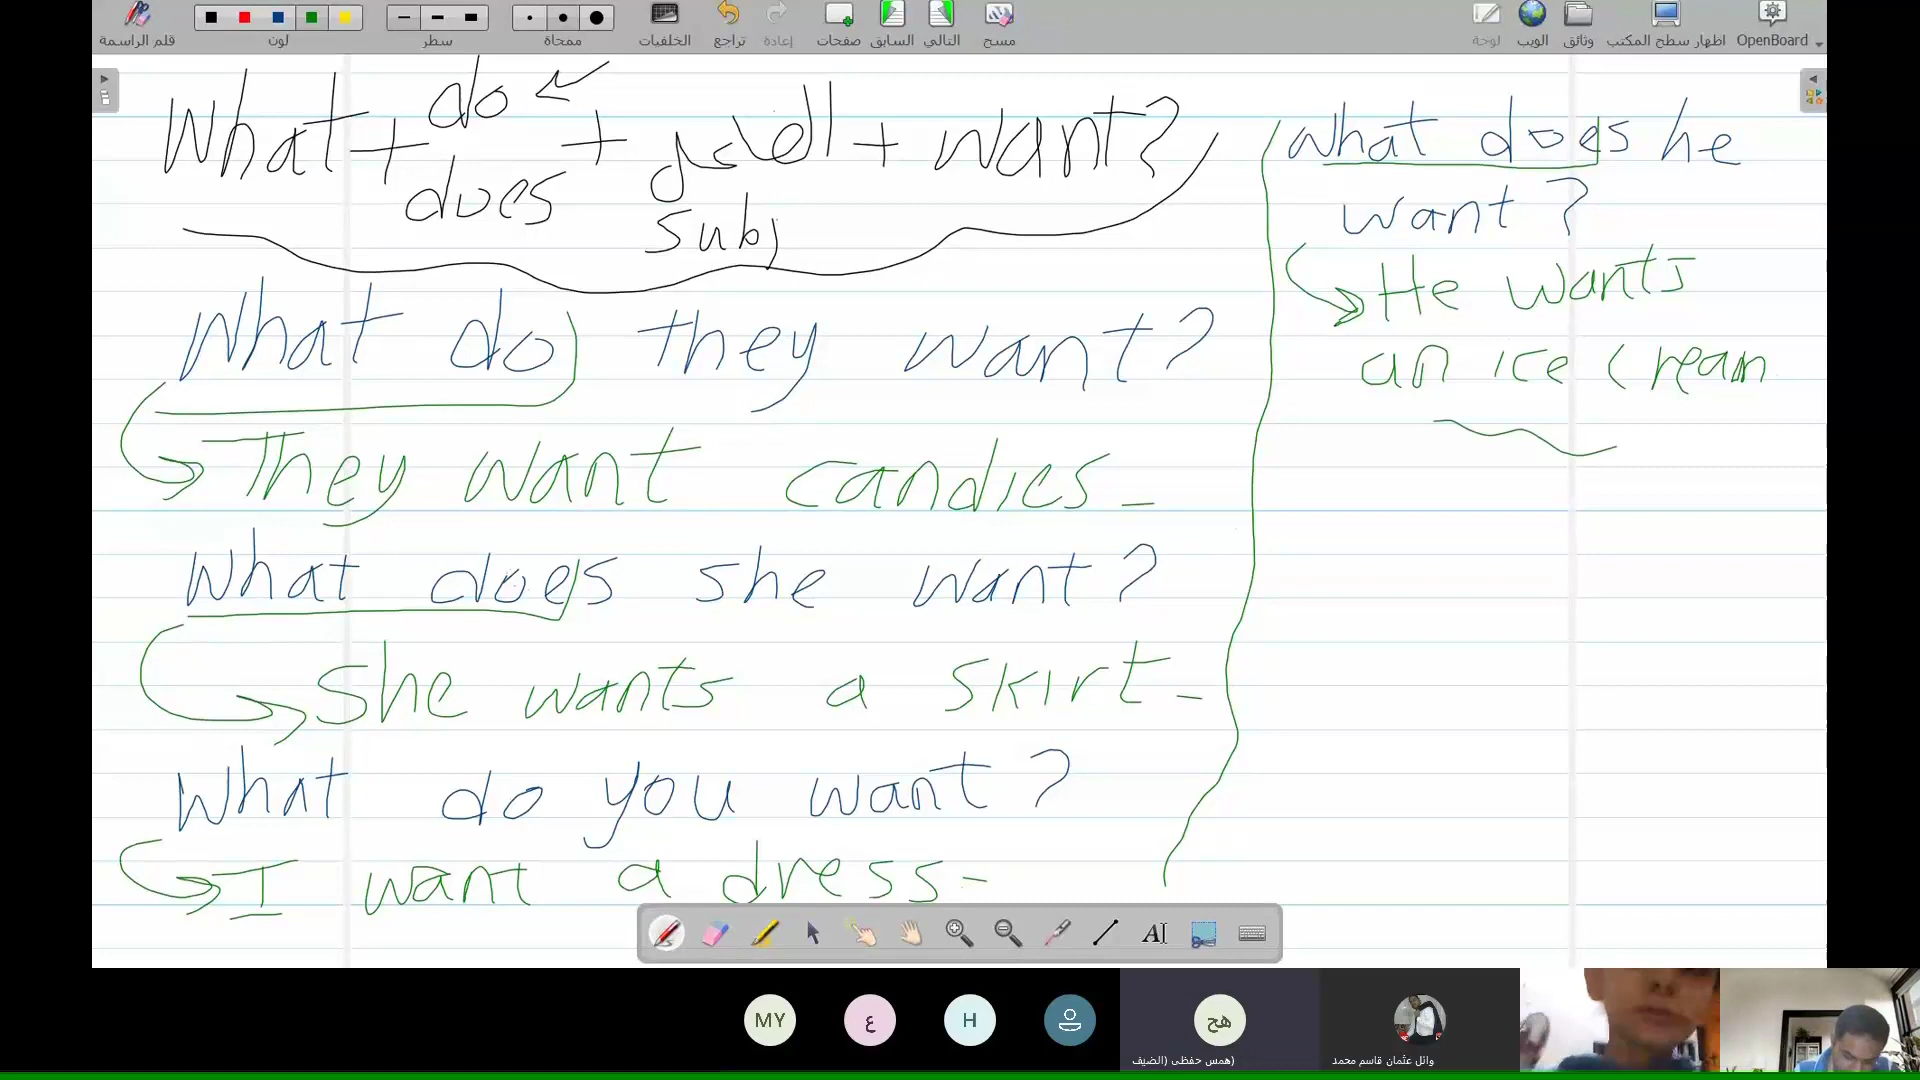 قلم الراسمة
لون
سطر
ممحاة
الخلفيات
تراجع
إعادة
صفحات
السابق
التالي
مسح
لوحة
الويب
وثائق
اظهار سطح المكتب
OpenBoard
What + do + فاعل + want?
does subj
What do they want?
They want candies -
What does she want?
She wants a skirt -
What do you want?
I want a dress -
what does he
want?
He wants
an ice cream
MY
ع
H
هح
(همس حفظی (الضيف
وائل عثمان قاسم محمد